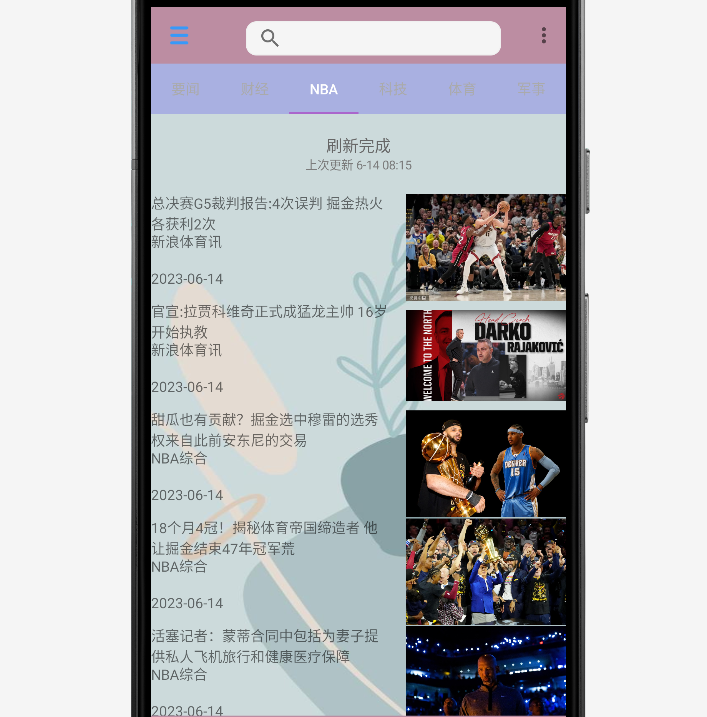 要闻 财经 NBA 科技 体育 军事
刷新完成
上次更新 6-14 08:15
总决赛G5裁判报告:4次误判 掘金热火
各获利2次
新浪体育讯
2023-06-14
官宣:拉贾科维奇正式成猛龙主帅 16岁
开始执教
新浪体育讯
2023-06-14
WELCOME TO THE NORTH
Head Coach
DARKO
RAJAKOVIĆ
甜瓜也有贡献？掘金选中穆雷的选秀
权来自此前安东尼的交易
NBA综合
2023-06-14
DENVER
15
18个月4冠！揭秘体育帝国缔造者 他
让掘金结束47年冠军荒
NBA综合
2023-06-14
活塞记者：蒙蒂合同中包括为妻子提
供私人飞机旅行和健康医疗保障
NBA综合
2023-06-14